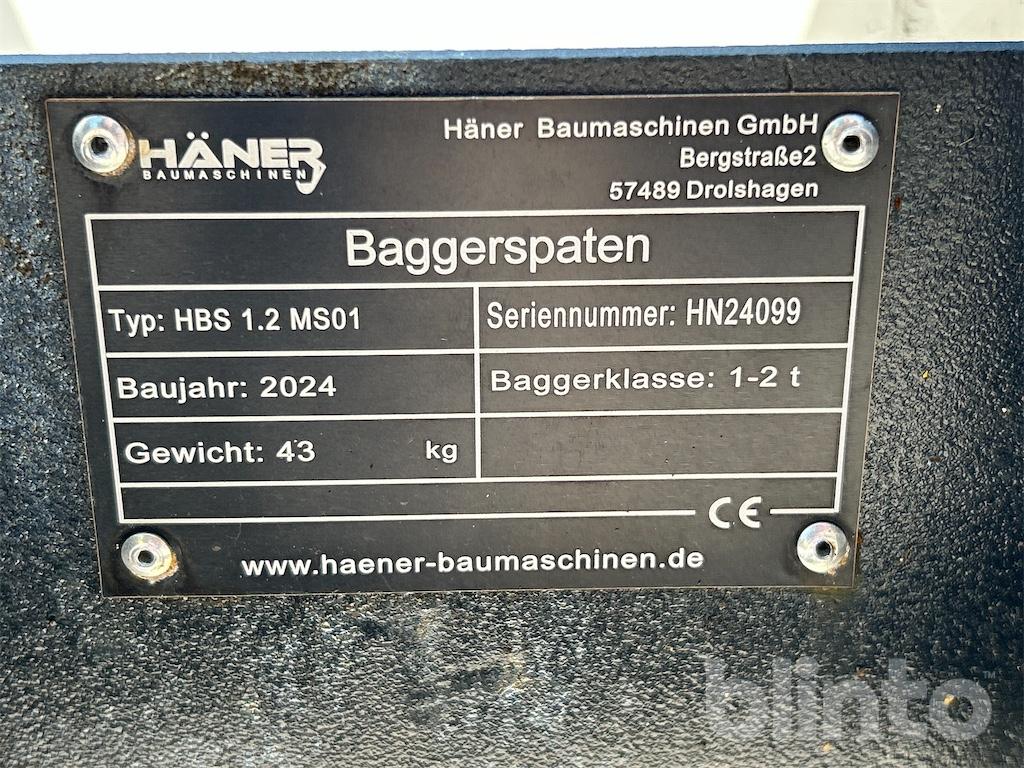 HÄNER
BAUMASCHINEN
Häner Baumaschinen GmbH
Bergstraße2
57489 Drolshagen
Baggerspaten
Typ: HBS 1.2 MS01
Seriennummer: HN24099
Baujahr: 2024
Baggerklasse: 1-2 t
Gewicht: 43 kg
CE
www.haener-baumaschinen.de
blinto™